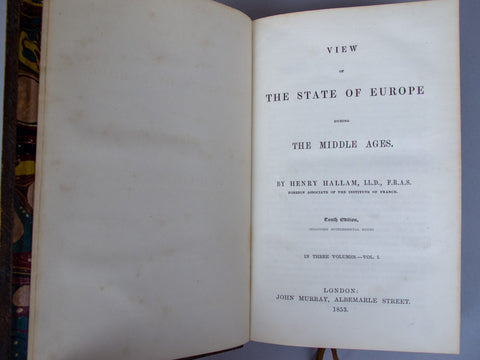 VIEW
OF
THE STATE OF EUROPE
DURING
THE MIDDLE AGES.
BY HENRY HALLAM, LL.D., F.R.A.S.
FOREIGN ASSOCIATE OF THE INSTITUTE OF FRANCE.
Tenth Edition,
INCLUDING SUPPLEMENTAL NOTES
IN THREE VOLUMES.—VOL. I.
LONDON:
JOHN MURRAY, ALBEMARLE STREET.
1853.